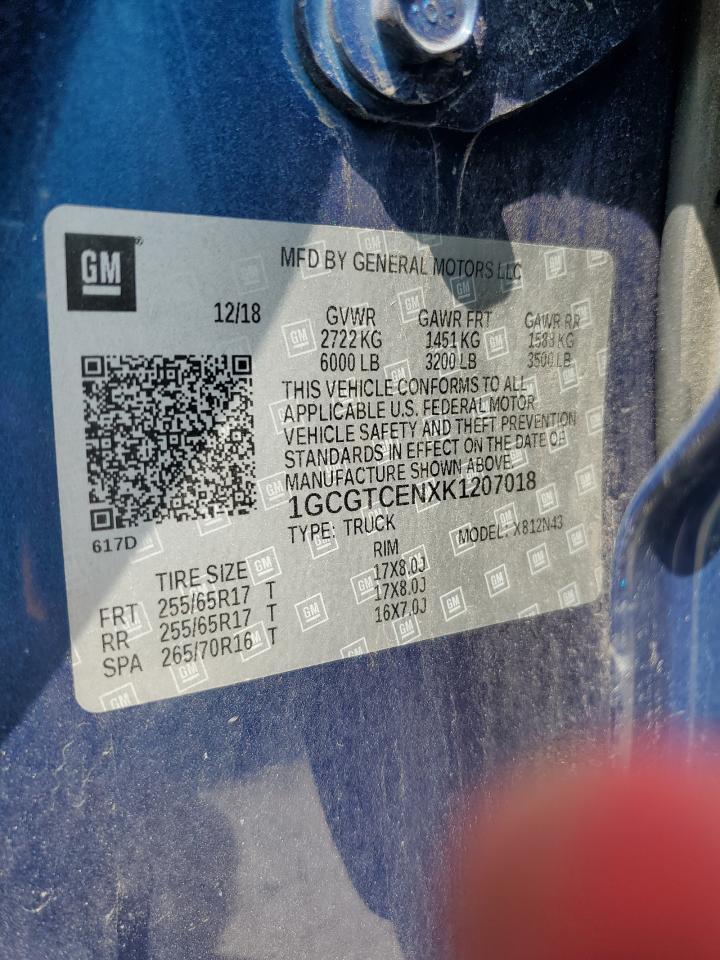 GM
MFD BY GENERAL MOTORS LLC
12/18 GVWR GAWR FRT GAWR RR
2722 KG 1451 KG 1588 KG
6000 LB 3200 LB 3500 LB
THIS VEHICLE CONFORMS TO ALL
APPLICABLE U.S. FEDERAL MOTOR
VEHICLE SAFETY AND THEFT PREVENTION
STANDARDS IN EFFECT ON THE DATE OF
MANUFACTURE SHOWN ABOVE.
1GCGTCENXK1207018
617D TYPE: TRUCK MODEL: X812N43
TIRE SIZE RIM
FRT 255/65R17 T 17X8.0J
RR 255/65R17 T 17X8.0J
SPA 265/70R16 T 16X7.0J